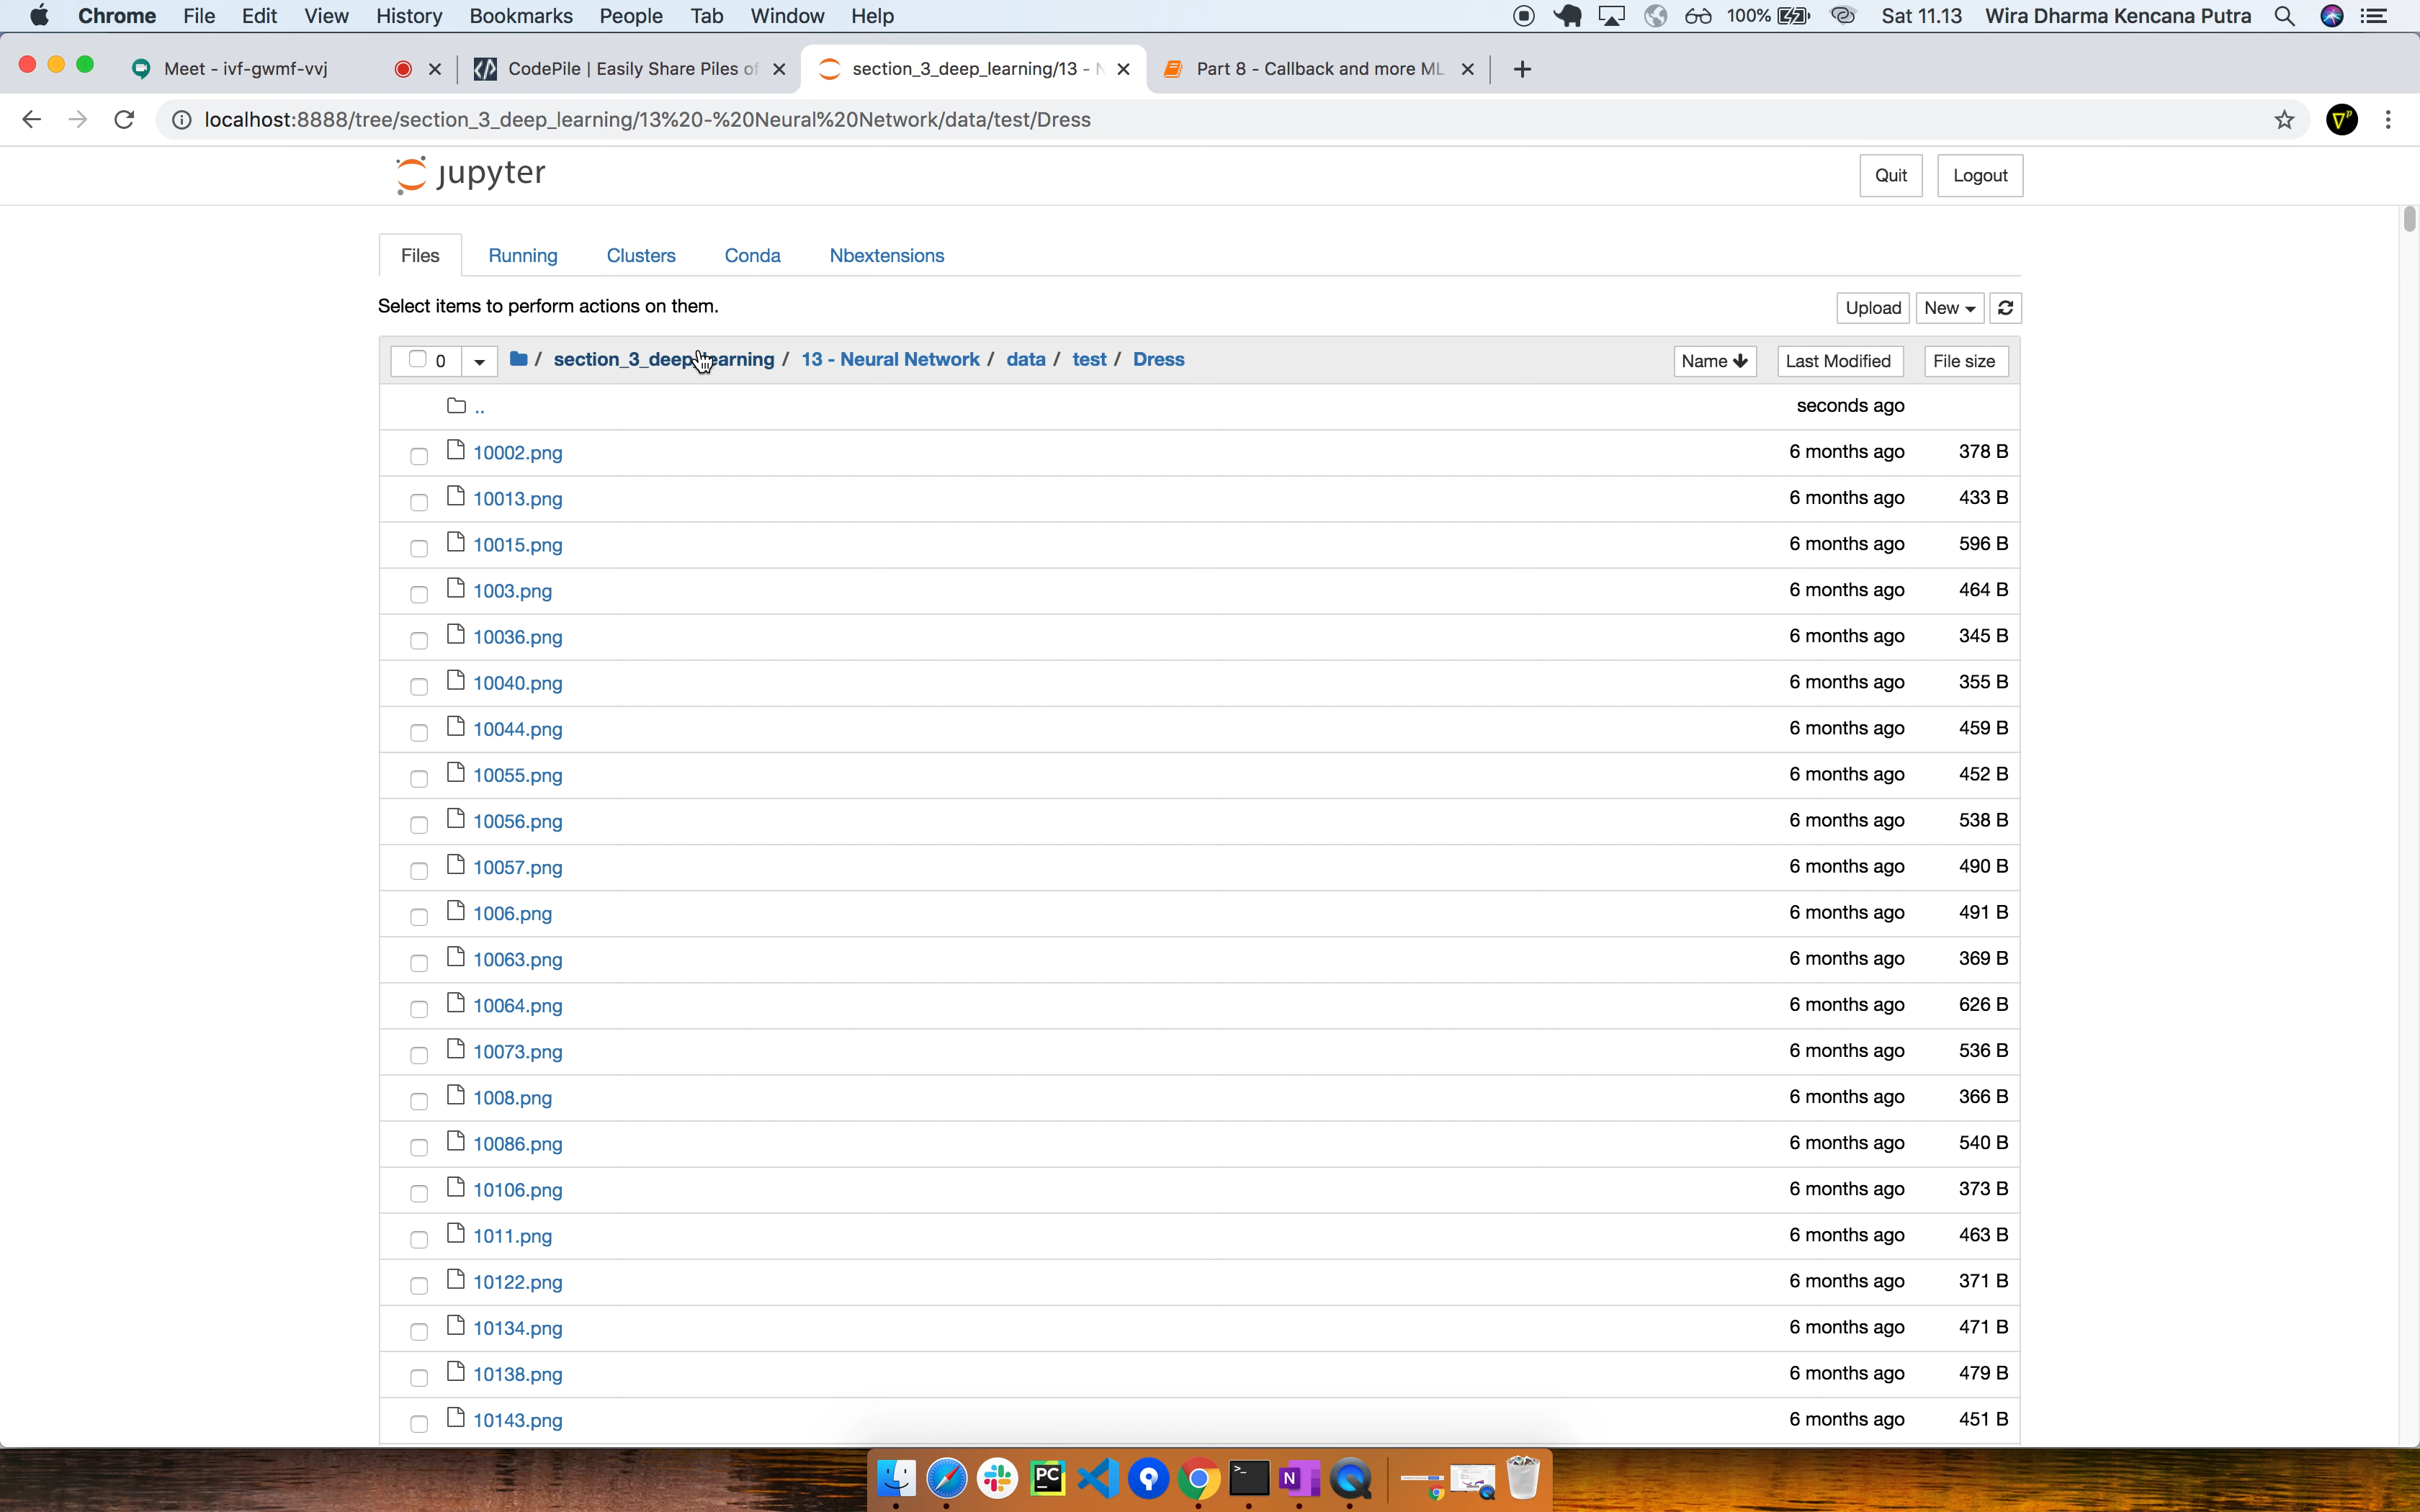 Chrome File Edit View History Bookmarks People Tab Window Help 100% Sat 11.13 Wira Dharma Kencana Putra
Meet - ivf-gwmf-vvj CodePile | Easily Share Piles of section_3_deep_learning/13 - Part 8 - Callback and more ML
localhost:8888/tree/section_3_deep_learning/13%20-%20Neural%20Network/data/test/Dress
jupyter Quit Logout
Files Running Clusters Conda Nbextensions
Select items to perform actions on them. Upload New
0 / section_3_deep_learning / 13 - Neural Network / data / test / Dress Name Last Modified File size
.. seconds ago
10002.png 6 months ago 378 B
10013.png 6 months ago 433 B
10015.png 6 months ago 596 B
1003.png 6 months ago 464 B
10036.png 6 months ago 345 B
10040.png 6 months ago 355 B
10044.png 6 months ago 459 B
10055.png 6 months ago 452 B
10056.png 6 months ago 538 B
10057.png 6 months ago 490 B
1006.png 6 months ago 491 B
10063.png 6 months ago 369 B
10064.png 6 months ago 626 B
10073.png 6 months ago 536 B
1008.png 6 months ago 366 B
10086.png 6 months ago 540 B
10106.png 6 months ago 373 B
1011.png 6 months ago 463 B
10122.png 6 months ago 371 B
10134.png 6 months ago 471 B
10138.png 6 months ago 479 B
10143.png 6 months ago 451 B
PC N